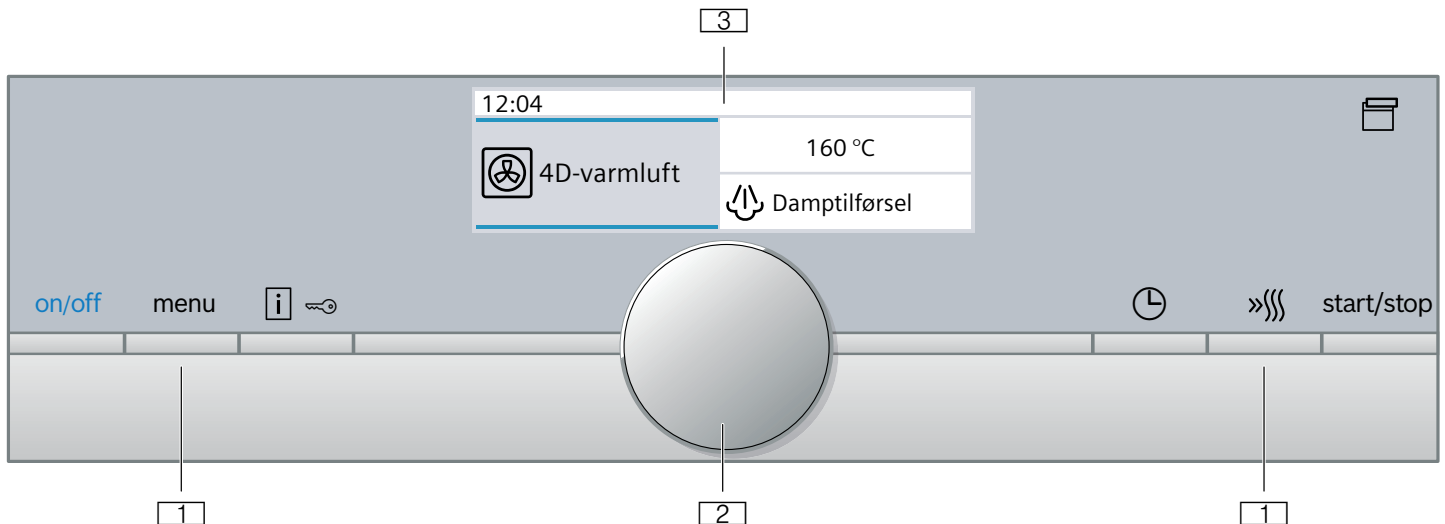 3
12:04
4D-varmluft
160 °C
Damptilførsel
on/off menu i start/stop
1 2 1